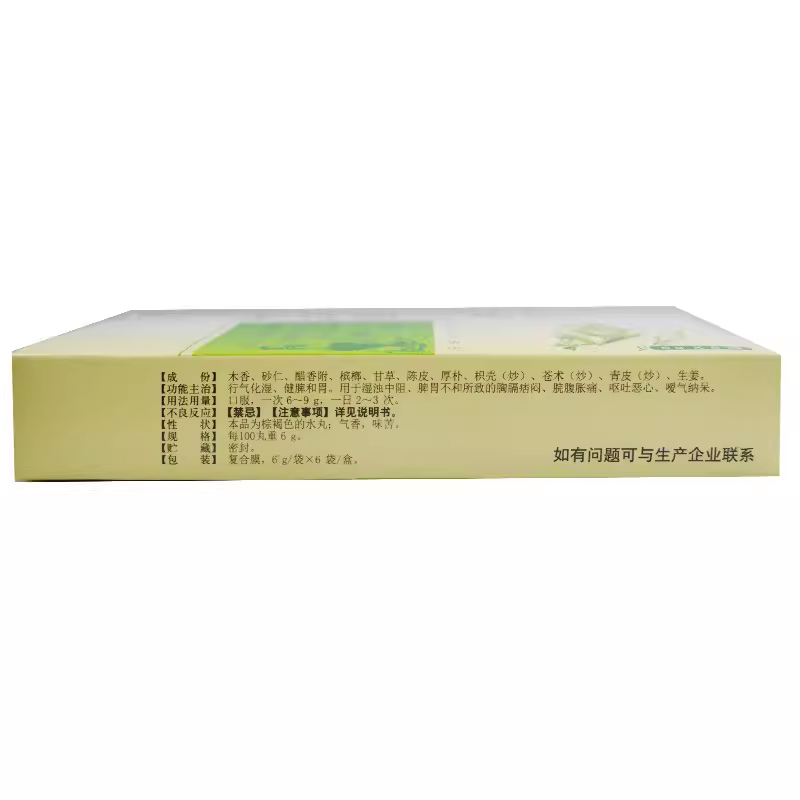 【成 份】 木香、砂仁、醋香附、槟榔、甘草、陈皮、厚朴、枳壳(炒)、苍术(炒)、青皮(炒)、生姜。
【功能主治】 行气化湿、健脾和胃。用于湿浊中阻、脾胃不和所致的胸膈痞闷、脘腹胀痛、呕吐恶心、嗳气纳呆。
【用法用量】 口服，一次 6～9 g，一日 2～3 次。
【不良反应】【禁忌】【注意事项】详见说明书。
【性 状】 本品为棕褐色的水丸；气香，味苦。
【规 格】 每100丸重 6 g。
【贮 藏】 密封。
【包 装】 复合膜，6 g/袋×6 袋/盒。
如有问题可与生产企业联系